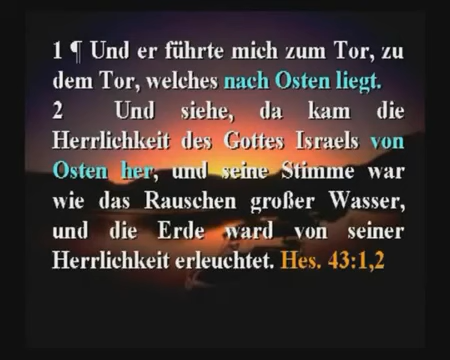 1 ¶ Und er führte mich zum Tor, zu
dem Tor, welches nach Osten liegt.
2 Und siehe, da kam die
Herrlichkeit des Gottes Israels von
Osten her, und seine Stimme war
wie das Rauschen großer Wasser,
und die Erde ward von seiner
Herrlichkeit erleuchtet. Hes. 43:1,2